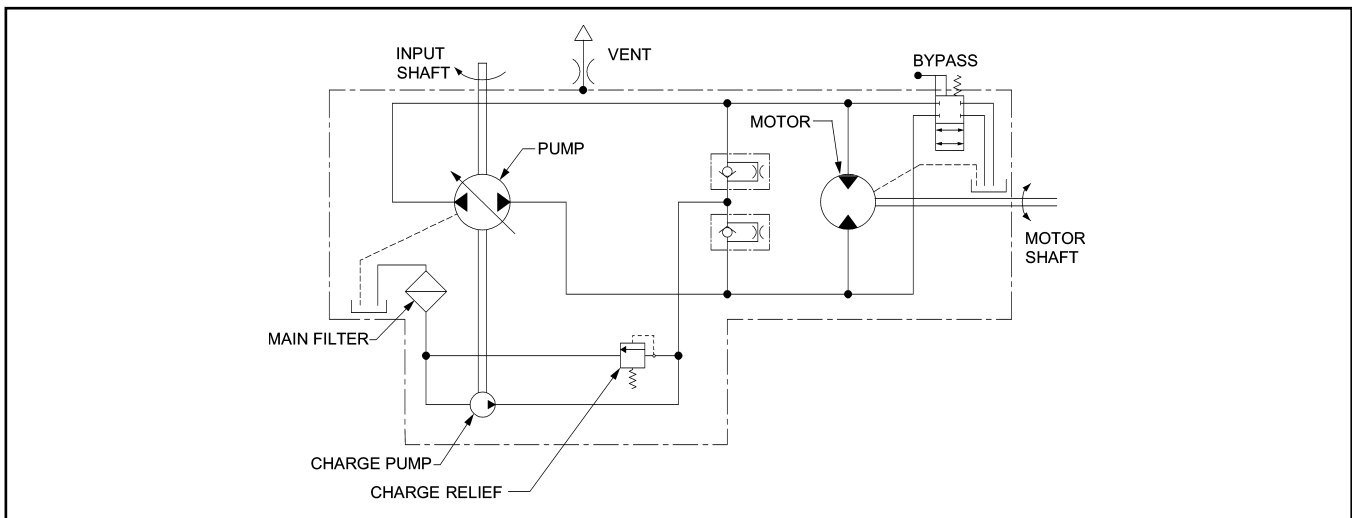 INPUT
SHAFT
VENT
BYPASS
MOTOR
PUMP
MOTOR
SHAFT
MAIN FILTER
CHARGE PUMP
CHARGE RELIEF